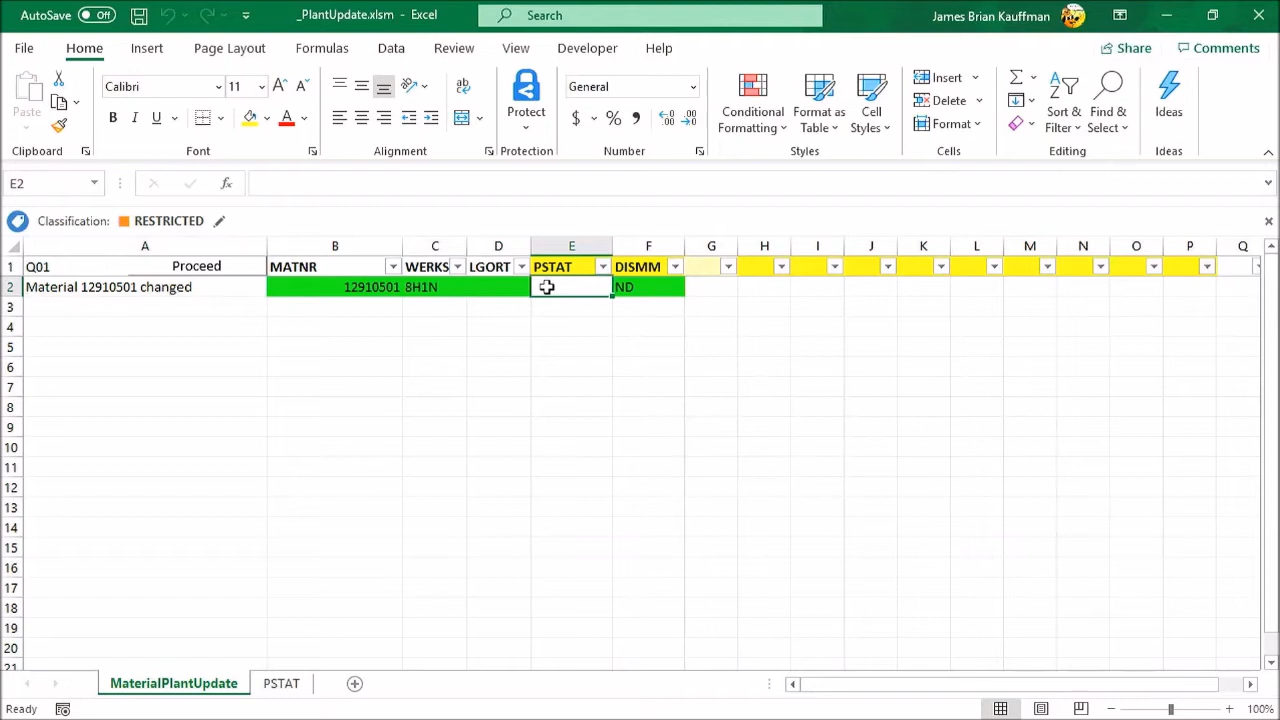 AutoSave Off _PlantUpdate.xlsm - Excel Search James Brian Kauffman
File Home Insert Page Layout Formulas Data Review View Developer Help Share Comments
Calibri 11 General Insert
Paste Protect Conditional Format as Cell Delete Sort & Find & Ideas
Formatting Table Styles Format Filter Select
Clipboard Font Alignment Protection Number Styles Cells Editing Ideas
E2
Classification: RESTRICTED
A B C D E F G H I J K L M N O P Q
1 Q01 Proceed MATNR WERKS LGORT PSTAT DISMM
2 Material 12910501 changed 12910501 8H1N ND
3
4
5
6
7
8
9
10
11
12
13
14
15
16
17
18
19
20
21
MaterialPlantUpdate PSTAT
Ready 100%